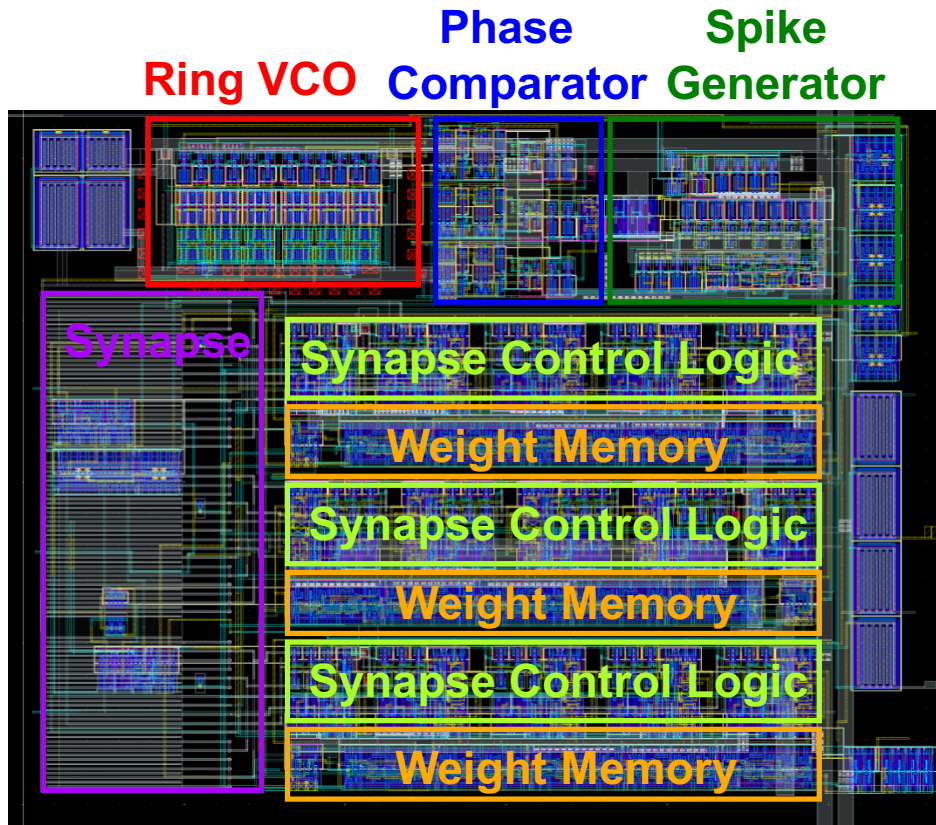 Ring VCO
Phase
Comparator
Spike
Generator
Synapse
Synapse Control Logic
Weight Memory
Synapse Control Logic
Weight Memory
Synapse Control Logic
Weight Memory